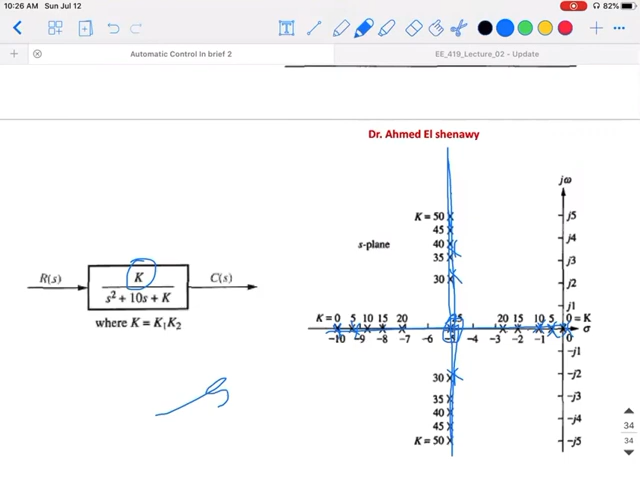 10:26 AM Sun Jul 12
82%
Automatic Control In brief 2
EE_419_Lecture_02 - Update
Dr. Ahmed El shenawy
R(s)
K
s² + 10s + K
C(s)
where K = K₁K₂
s-plane
jω
K = 50
45
40
35
30
j5
j4
j3
j2
j1
K = 0 5 10 15 20
20 15 10 5 0 = K
-10 -9 -8 -7 -6 -5 -4 -3 -2 -1 0
σ
30
35
40
45
K = 50
-j1
-j2
-j3
-j4
-j5
34
34